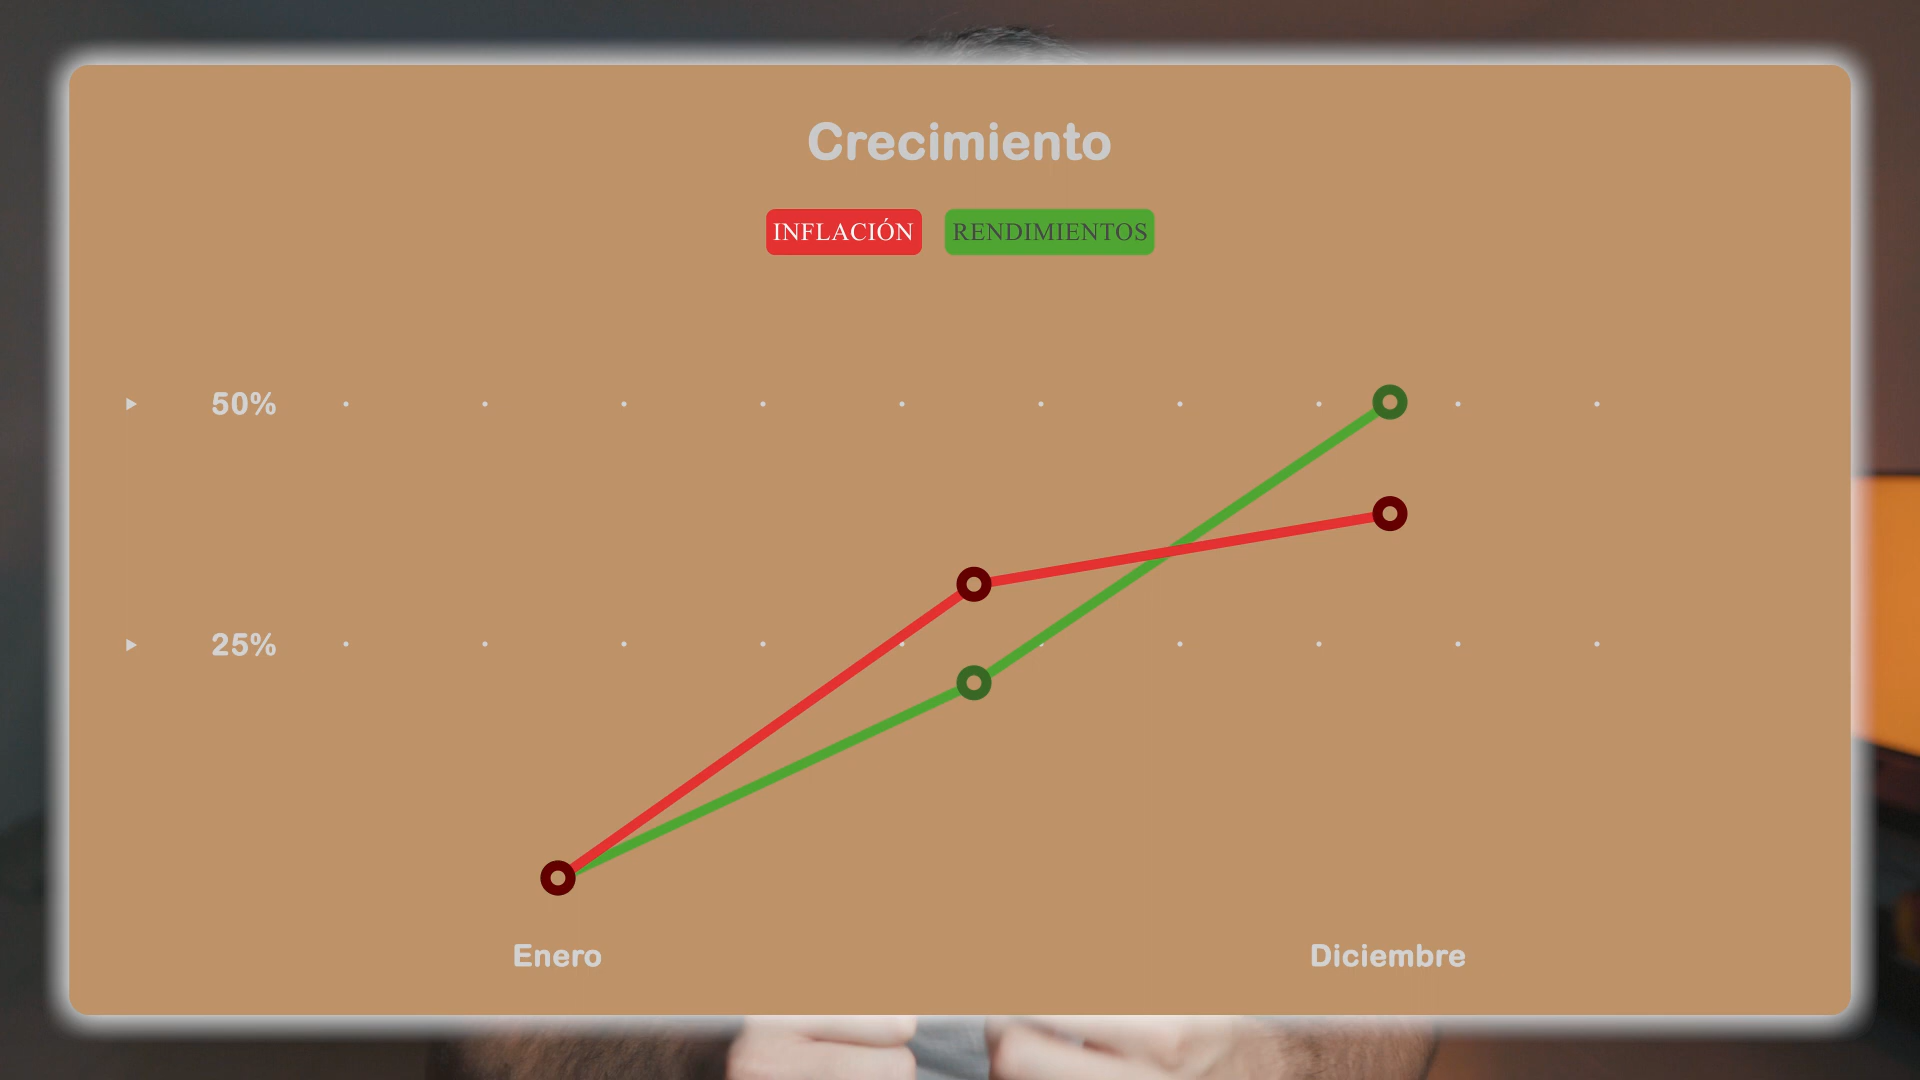 Crecimiento
INFLACIÓN RENDIMIENTOS
50%
25%
Enero Diciembre